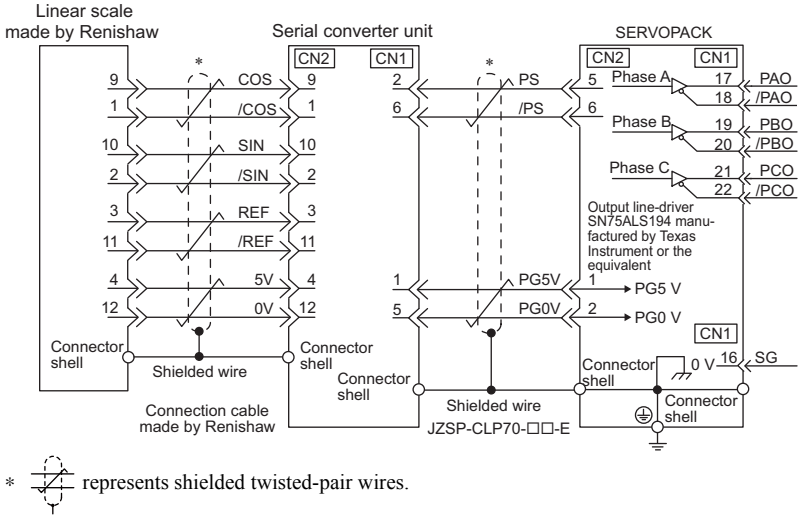 Linear scale
made by Renishaw
Serial converter unit
SERVOPACK
*
*
CN2
CN1
CN2
CN1
9 COS 9
1 /COS 1
10 SIN 10
2 /SIN 2
3 REF 3
11 /REF 11
4 5V 4
12 0V 12
2 PS 5
6 /PS 6
1 PG5V 1
5 PG0V 2
Phase A 17 PAO
18 /PAO
Phase B 19 PBO
20 /PBO
Phase C 21 PCO
22 /PCO
Output line-driver
SN75ALS194 manu-
factured by Texas
Instrument or the
equivalent
PG5 V
PG0 V
CN1
0 V 16 SG
Connector
shell
Shielded wire
Connector
shell
Connector
shell
Shielded wire
Connector
shell
Connector
shell
Connection cable
made by Renishaw
JZSP-CLP70-□□-E
* represents shielded twisted-pair wires.